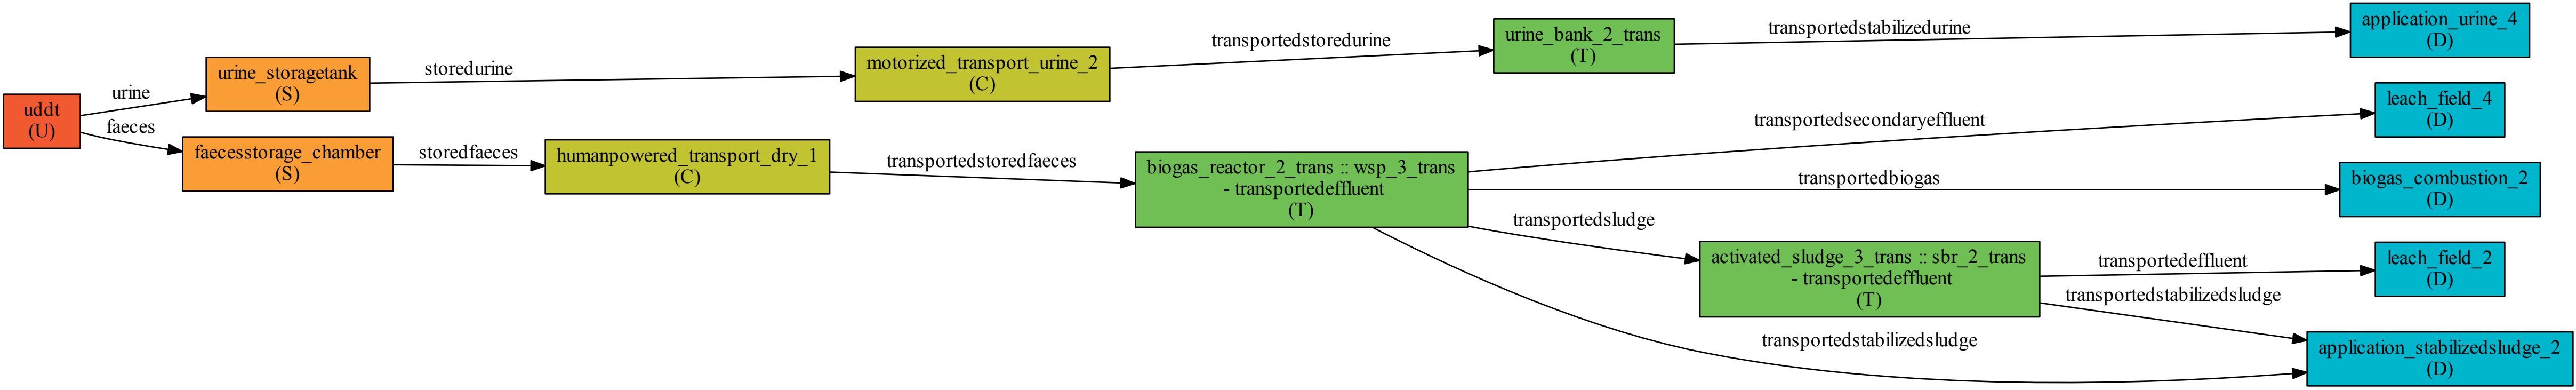 uddt
(U)
urine
faeces
urine_storagetank
(S)
faecesstorage_chamber
(S)
storedurine
storedfaeces
humanpowered_transport_dry_1
(C)
motorized_transport_urine_2
(C)
transportedstoredfaeces
transportedstoredurine
biogas_reactor_2_trans :: wsp_3_trans
- transportedeffluent
(T)
urine_bank_2_trans
(T)
transportedstabilizedurine
transportedsecondaryeffluent
transportedbiogas
transportedsludge
activated_sludge_3_trans :: sbr_2_trans
- transportedeffluent
(T)
transportedstabilizedsludge
transportedeffluent
transportedstabilizedsludge
application_urine_4
(D)
leach_field_4
(D)
biogas_combustion_2
(D)
leach_field_2
(D)
application_stabilizedsludge_2
(D)